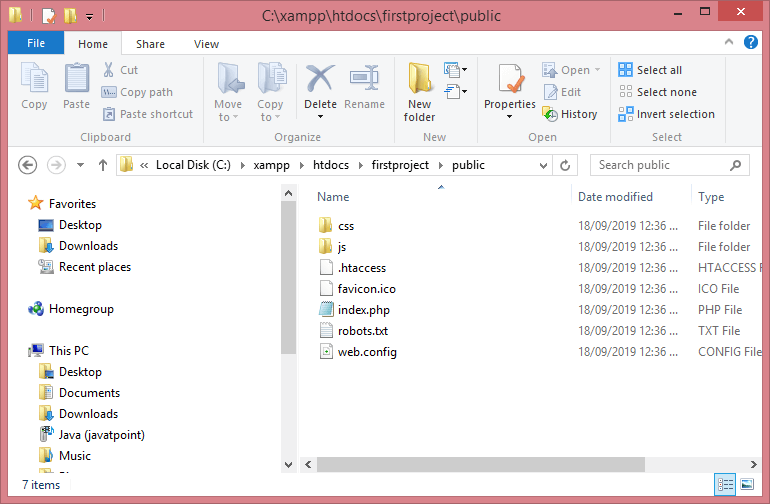 C:\xampp\htdocs\firstproject\public
File Home Share View
Copy Paste Cut Copy path Paste shortcut
Clipboard
Move to Copy to Delete Rename
Organize
New folder
New
Properties Open Edit History
Open
Select all Select none Invert selection
Select
Local Disk (C:) xampp htdocs firstproject public Search public
Favorites
Desktop
Downloads
Recent places
Homegroup
This PC
Desktop
Documents
Downloads
Java (javatpoint)
Music
Name Date modified Type
css 18/09/2019 12:36 ... File folder
js 18/09/2019 12:36 ... File folder
.htaccess 18/09/2019 12:36 ... HTACCESS
favicon.ico 18/09/2019 12:36 ... ICO File
index.php 18/09/2019 12:36 ... PHP File
robots.txt 18/09/2019 12:36 ... TXT File
web.config 18/09/2019 12:36 ... CONFIG File
7 items